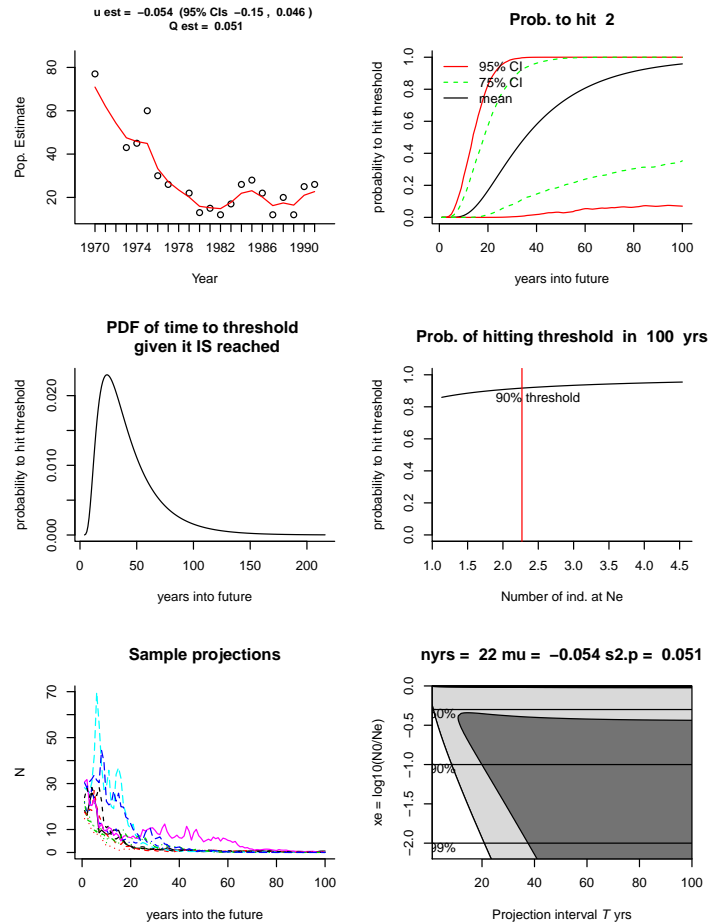 u est = −0.054 (95% CIs −0.15 , 0.046 )
Q est = 0.051
Pop. Estimate
80
60
40
20
1970
1974
1978
1982
1986
1990
Year
Prob. to hit 2
probability to hit threshold
1.0
0.8
0.6
0.4
0.2
0.0
95% CI
75% CI
mean
0
20
40
60
80
100
years into future
PDF of time to threshold
given it IS reached
probability to hit threshold
0.020
0.010
0.000
0
50
100
150
200
years into future
Prob. of hitting threshold in 100 yrs
probability to hit threshold
1.0
0.8
0.6
0.4
0.2
0.0
90% threshold
1.0
1.5
2.0
2.5
3.0
3.5
4.0
4.5
Number of ind. at Ne
Sample projections
N
70
50
30
10
0
0
20
40
60
80
100
years into the future
nyrs = 22 mu = −0.054 s2.p = 0.051
xe = log10(N0/Ne)
0.0
−0.5
−1.0
−1.5
−2.0
50%
90%
99%
20
40
60
80
100
Projection interval T yrs